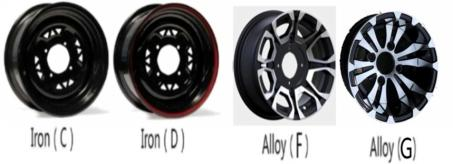 Iron ( C )
Iron ( D )
Alloy ( F )
Alloy (G)